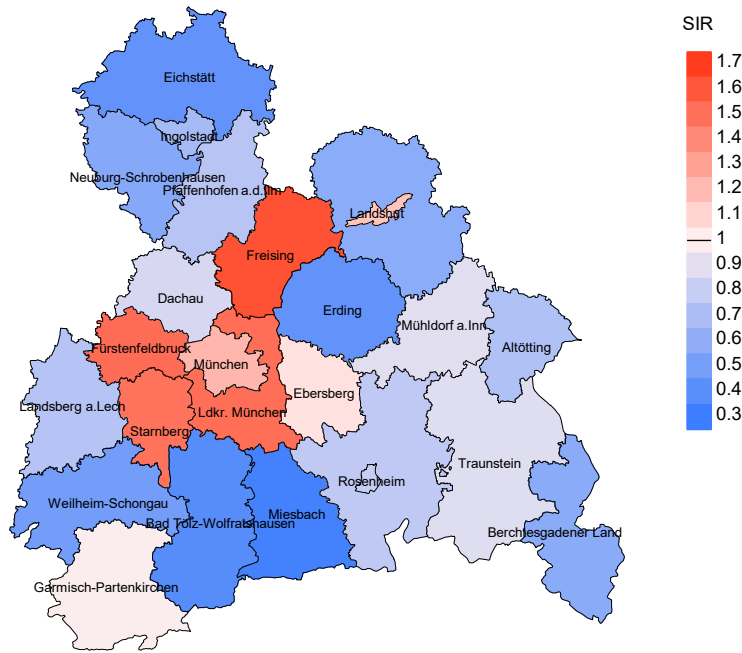 SIR
1.7
1.6
1.5
1.4
1.3
1.2
1.1
1
0.9
0.8
0.7
0.6
0.5
0.4
0.3
Eichstätt
Ingolstadt
Neuburg-Schrobenhausen
Pfaffenhofen a.d.Ilm
Landshut
Freising
Dachau
Erding
Mühldorf a.Inn
Fürstenfeldbruck
Altötting
München
Ebersberg
Landsberg a.Lech
Ldkr. München
Starnberg
Traunstein
Rosenheim
Weilheim-Schongau
Miesbach
Bad Tölz-Wolfratshausen
Berchtesgadener Land
Garmisch-Partenkirchen